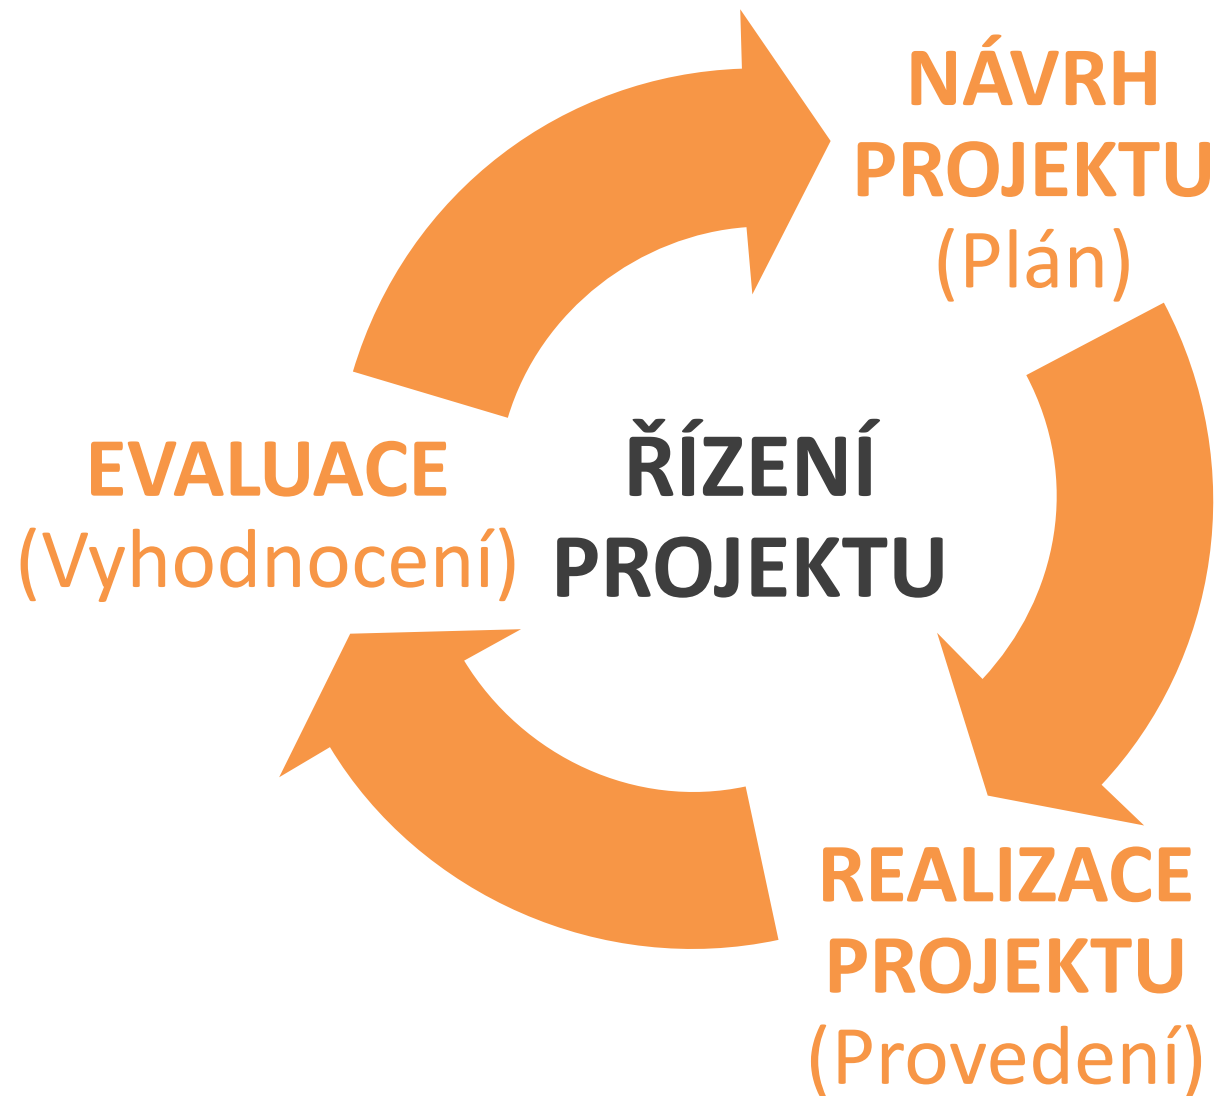 NÁVRH
PROJEKTU
(Plán)
EVALUACE
(Vyhodnocení)
ŘÍZENÍ
PROJEKTU
REALIZACE
PROJEKTU
(Provedení)